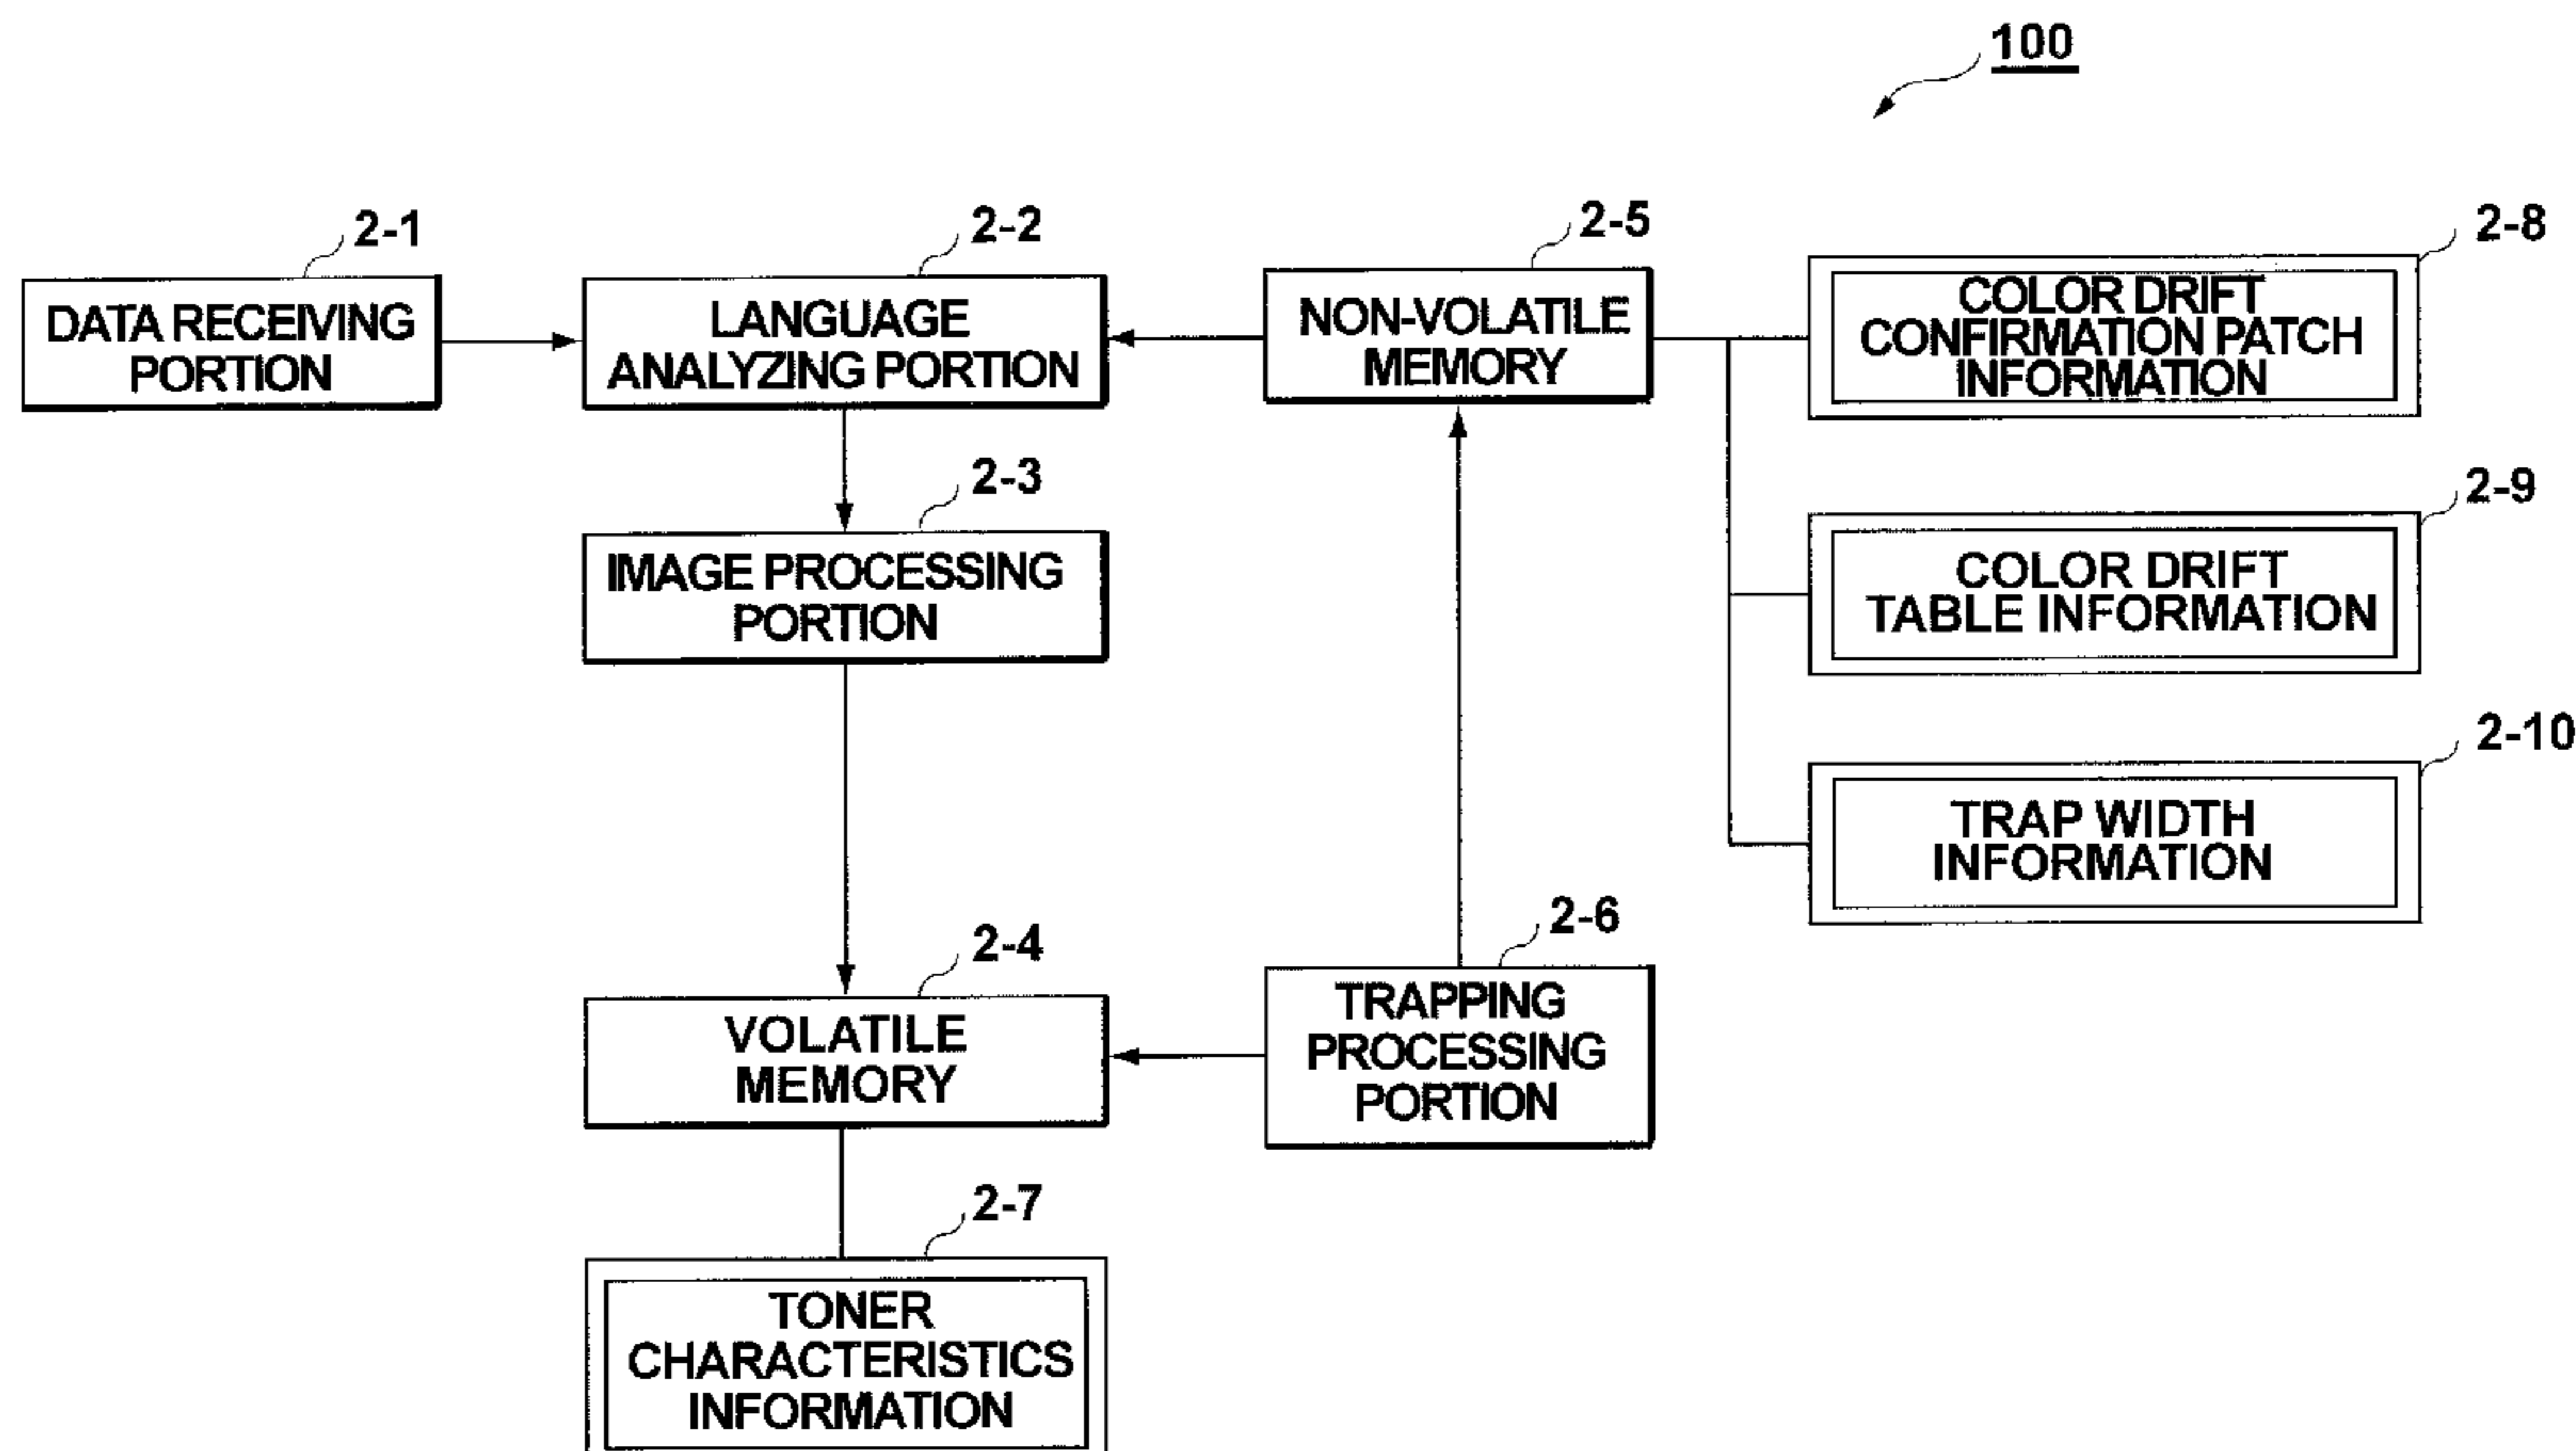 100
2-1
DATA RECEIVING
PORTION
2-2
LANGUAGE
ANALYZING PORTION
2-5
NON-VOLATILE
MEMORY
2-8
COLOR DRIFT
CONFIRMATION PATCH
INFORMATION
2-3
IMAGE PROCESSING
PORTION
2-9
COLOR DRIFT
TABLE INFORMATION
2-10
TRAP WIDTH
INFORMATION
2-4
VOLATILE
MEMORY
2-6
TRAPPING
PROCESSING
PORTION
2-7
TONER
CHARACTERISTICS
INFORMATION